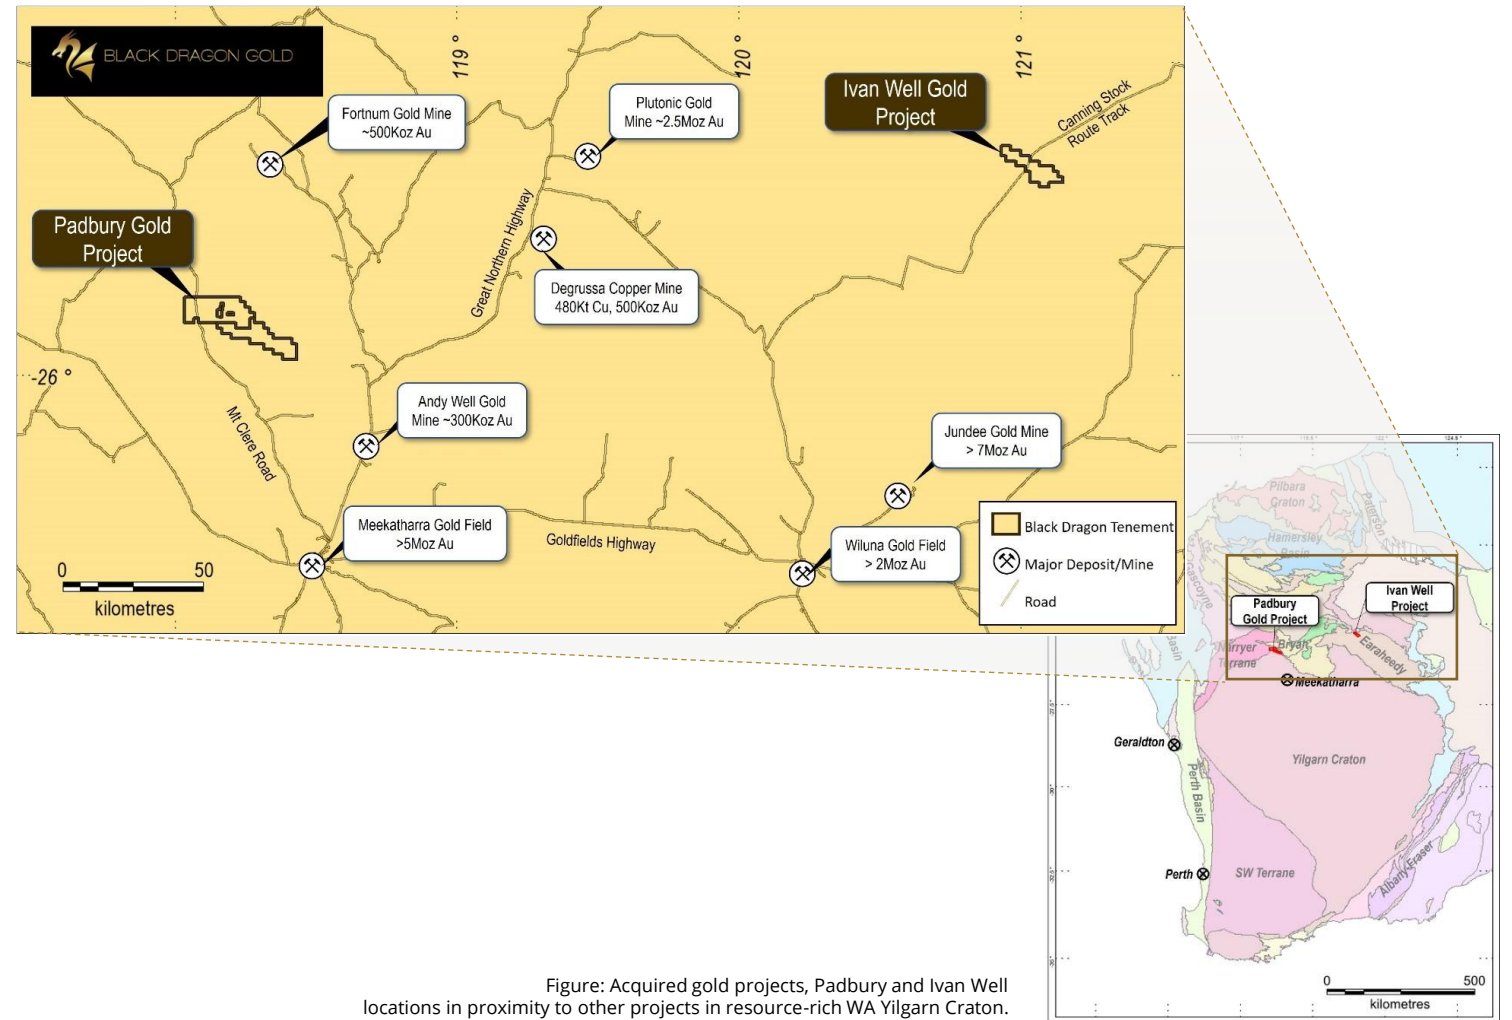 BLACK DRAGON GOLD
119 °
120 °
121 °
Fortnum Gold Mine
~500Koz Au
Plutonic Gold
Mine ~2.5Moz Au
Ivan Well Gold
Project
Canning Stock
Route Track
Padbury Gold
Project
Great Northern Highway
Degrussa Copper Mine
480Kt Cu, 500Koz Au
-26 °
Mt Clere Road
Andy Well Gold
Mine ~300Koz Au
Jundee Gold Mine
> 7Moz Au
Meekatharra Gold Field
>5Moz Au
Goldfields Highway
Wiluna Gold Field
> 2Moz Au
Black Dragon Tenement
Major Deposit/Mine
Road
0 50
kilometres
Pilbara
Craton
Paterson
Hamersley
Basin
Gascoyne
Padbury
Gold Project
Ivan Well
Project
Narryer
Terrane
Bryah
Earaheedy
Basin
Meekatharra
Geraldton
Yilgarn Craton
Perth Basin
Perth
SW Terrane
Albany-Fraser
0 500
kilometres
Figure: Acquired gold projects, Padbury and Ivan Well
locations in proximity to other projects in resource-rich WA Yilgarn Craton.